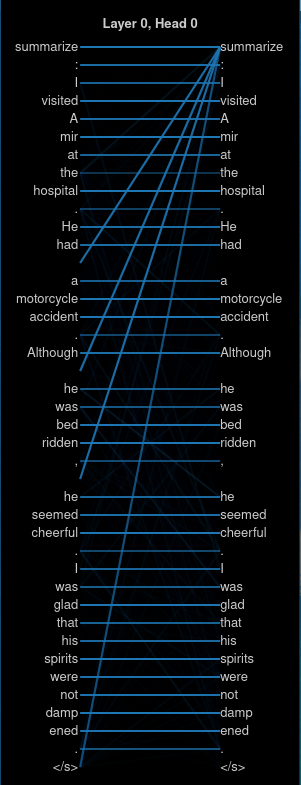 Layer 0, Head 0
summarize summarize
: :
I I
visited visited
A A
mir mir
at at
the the
hospital hospital
. .
He He
had had
a a
motorcycle motorcycle
accident accident
. .
Although Although
he he
was was
bed bed
ridden ridden
, ,
he he
seemed seemed
cheerful cheerful
. .
I I
was was
glad glad
that that
his his
spirits spirits
were were
not not
damp damp
ened ened
. .
</s> </s>